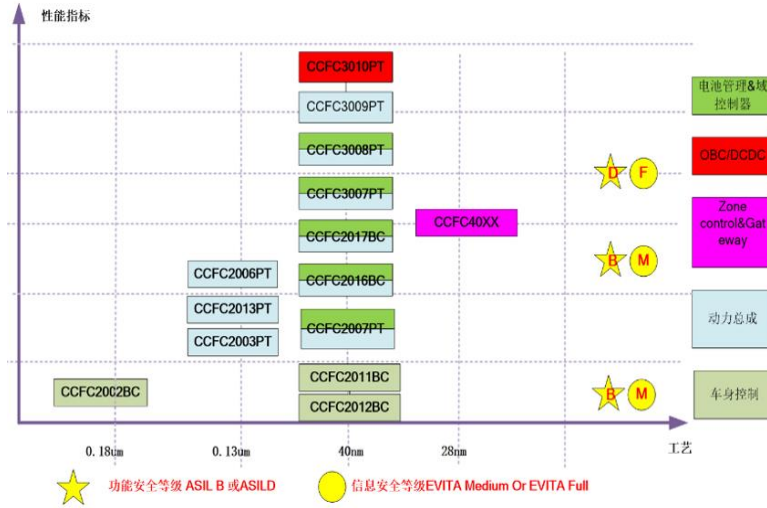 性能指标
CCFC3010PT
CCFC3009PT
CCFC3008PT
CCFC3007PT
CCFC40XX
CCFC2017BC
CCFC2006PT
CCFC2016BC
CCFC2013PT
CCFC2007PT
CCFC2003PT
CCFC2011BC
CCFC2002BC
CCFC2012BC
D F
B M
B M
电池管理&域
控制器
OBC/DCDC
Zone
control&Gat
eway
动力总成
车身控制
0.18um
0.13um
40nm
28nm
工艺
功能安全等级 ASIL B 或ASILD
信息安全等级EVITA Medium Or EVITA Full